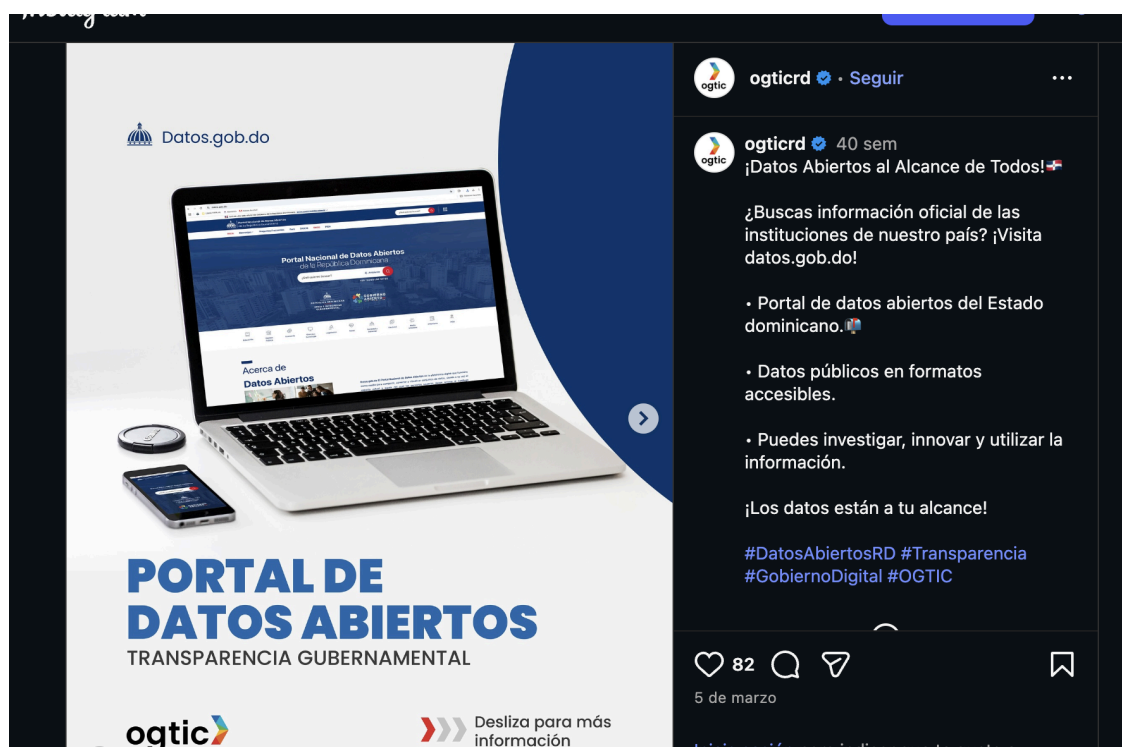 Datos.gob.do
Portal Nacional de Datos Abiertos
de la República Dominicana
Acerca de
Datos Abiertos
PORTAL DE
DATOS ABIERTOS
TRANSPARENCIA GUBERNAMENTAL
ogtic
Desliza para más
información
ogtic
ogticrd • Seguir
ogtic
ogticrd 40 sem
¡Datos Abiertos al Alcance de Todos!🇩🇴
¿Buscas información oficial de las
instituciones de nuestro país? ¡Visita
datos.gob.do!
• Portal de datos abiertos del Estado
dominicano.📬
• Datos públicos en formatos
accesibles.
• Puedes investigar, innovar y utilizar la
información.
¡Los datos están a tu alcance!
#DatosAbiertosRD #Transparencia
#GobiernoDigital #OGTIC
82
5 de marzo